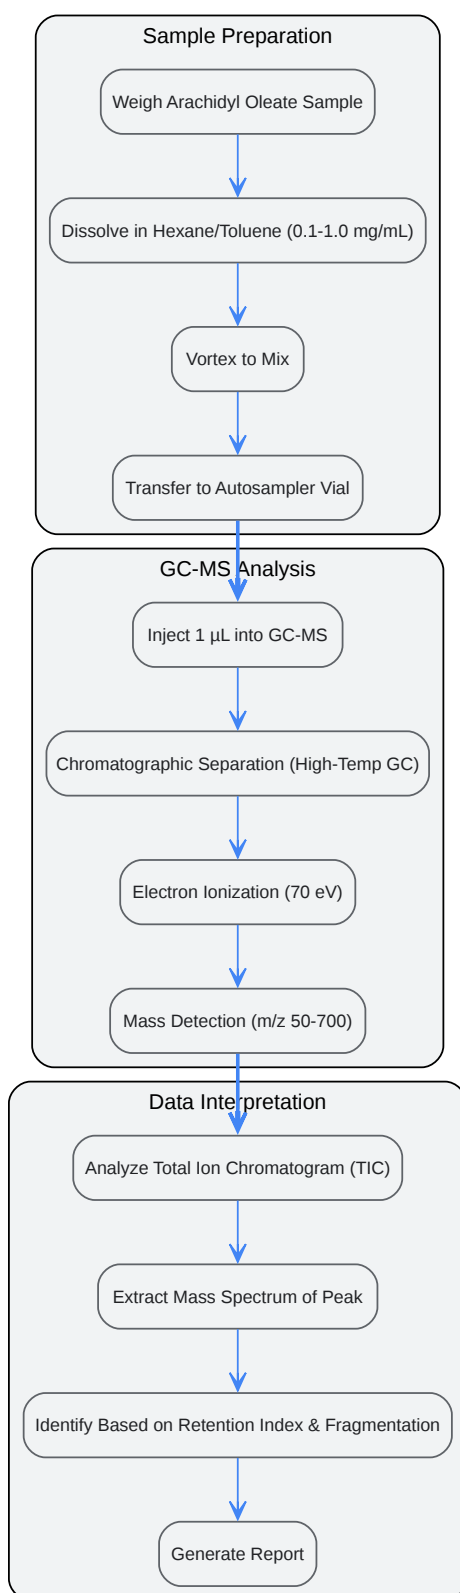 Sample Preparation
Weigh Arachidyl Oleate Sample
Dissolve in Hexane/Toluene (0.1-1.0 mg/mL)
Vortex to Mix
Transfer to Autosampler Vial
GC-MS Analysis
Inject 1 µL into GC-MS
Chromatographic Separation (High-Temp GC)
Electron Ionization (70 eV)
Mass Detection (m/z 50-700)
Data Interpretation
Analyze Total Ion Chromatogram (TIC)
Extract Mass Spectrum of Peak
Identify Based on Retention Index & Fragmentation
Generate Report